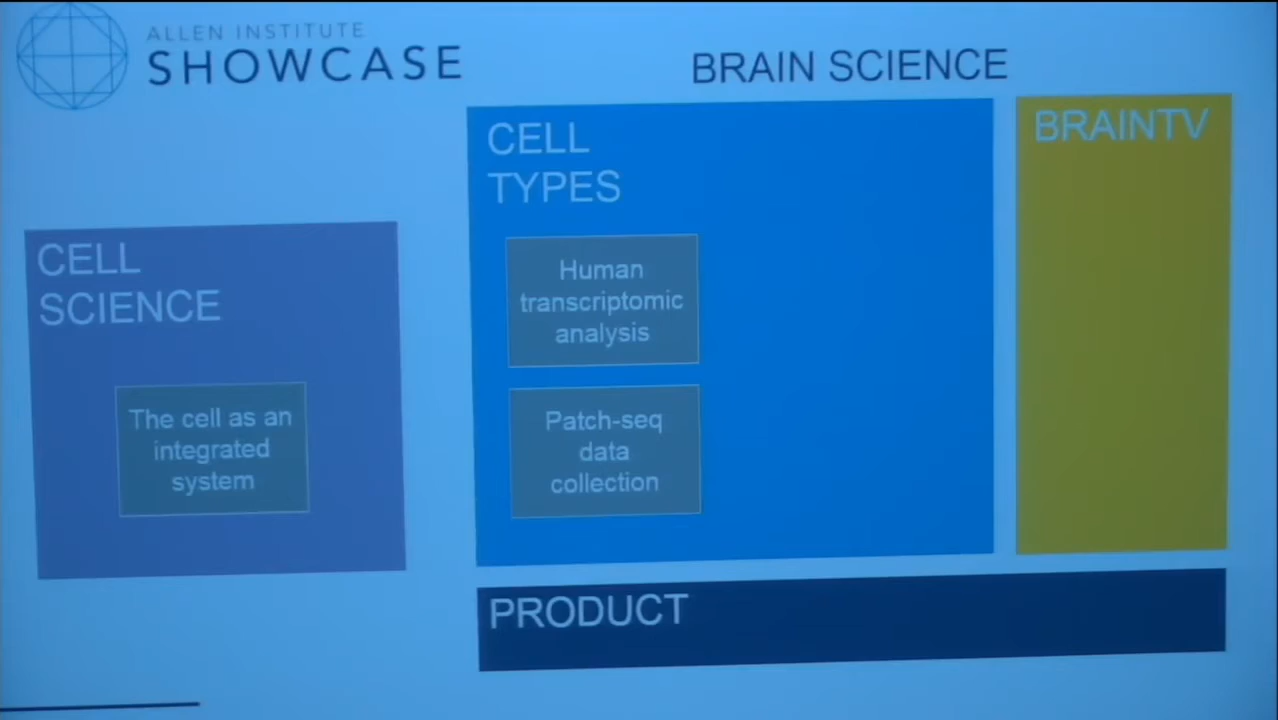 ALLEN INSTITUTE
SHOWCASE
BRAIN SCIENCE
CELL
SCIENCE
The cell as an
integrated
system
CELL
TYPES
Human
transcriptomic
analysis
Patch-seq
data
collection
BRAINTV
PRODUCT